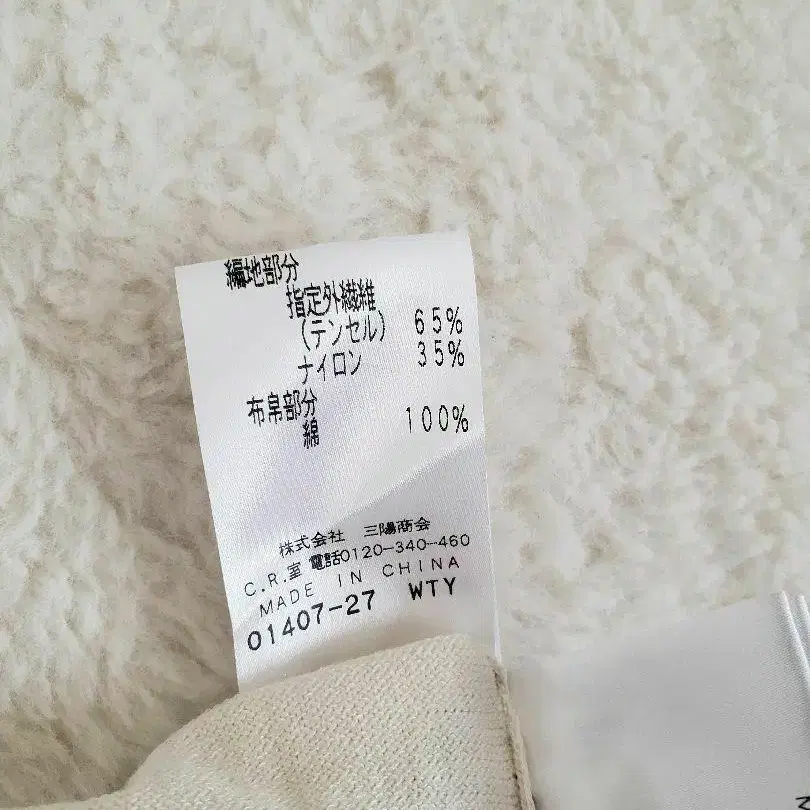 編地部分
指定外繊維
(テンセル) 65%
ナイロン 35%
布帛部分
綿 100%
株式会社 三陽商会
C.R.室 電話0120-340-460
MADE IN CHINA
01407-27 WTY